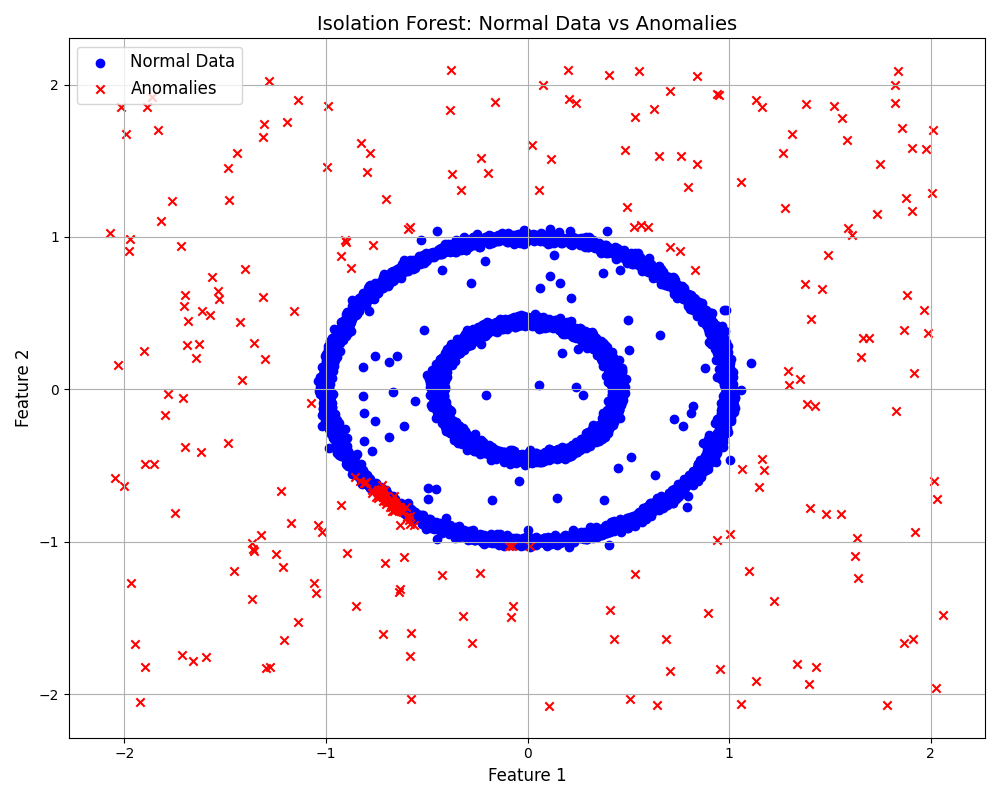 Isolation Forest: Normal Data vs Anomalies
Normal Data
Anomalies
Feature 2
2
1
0
−1
−2
−2
−1
0
1
2
Feature 1